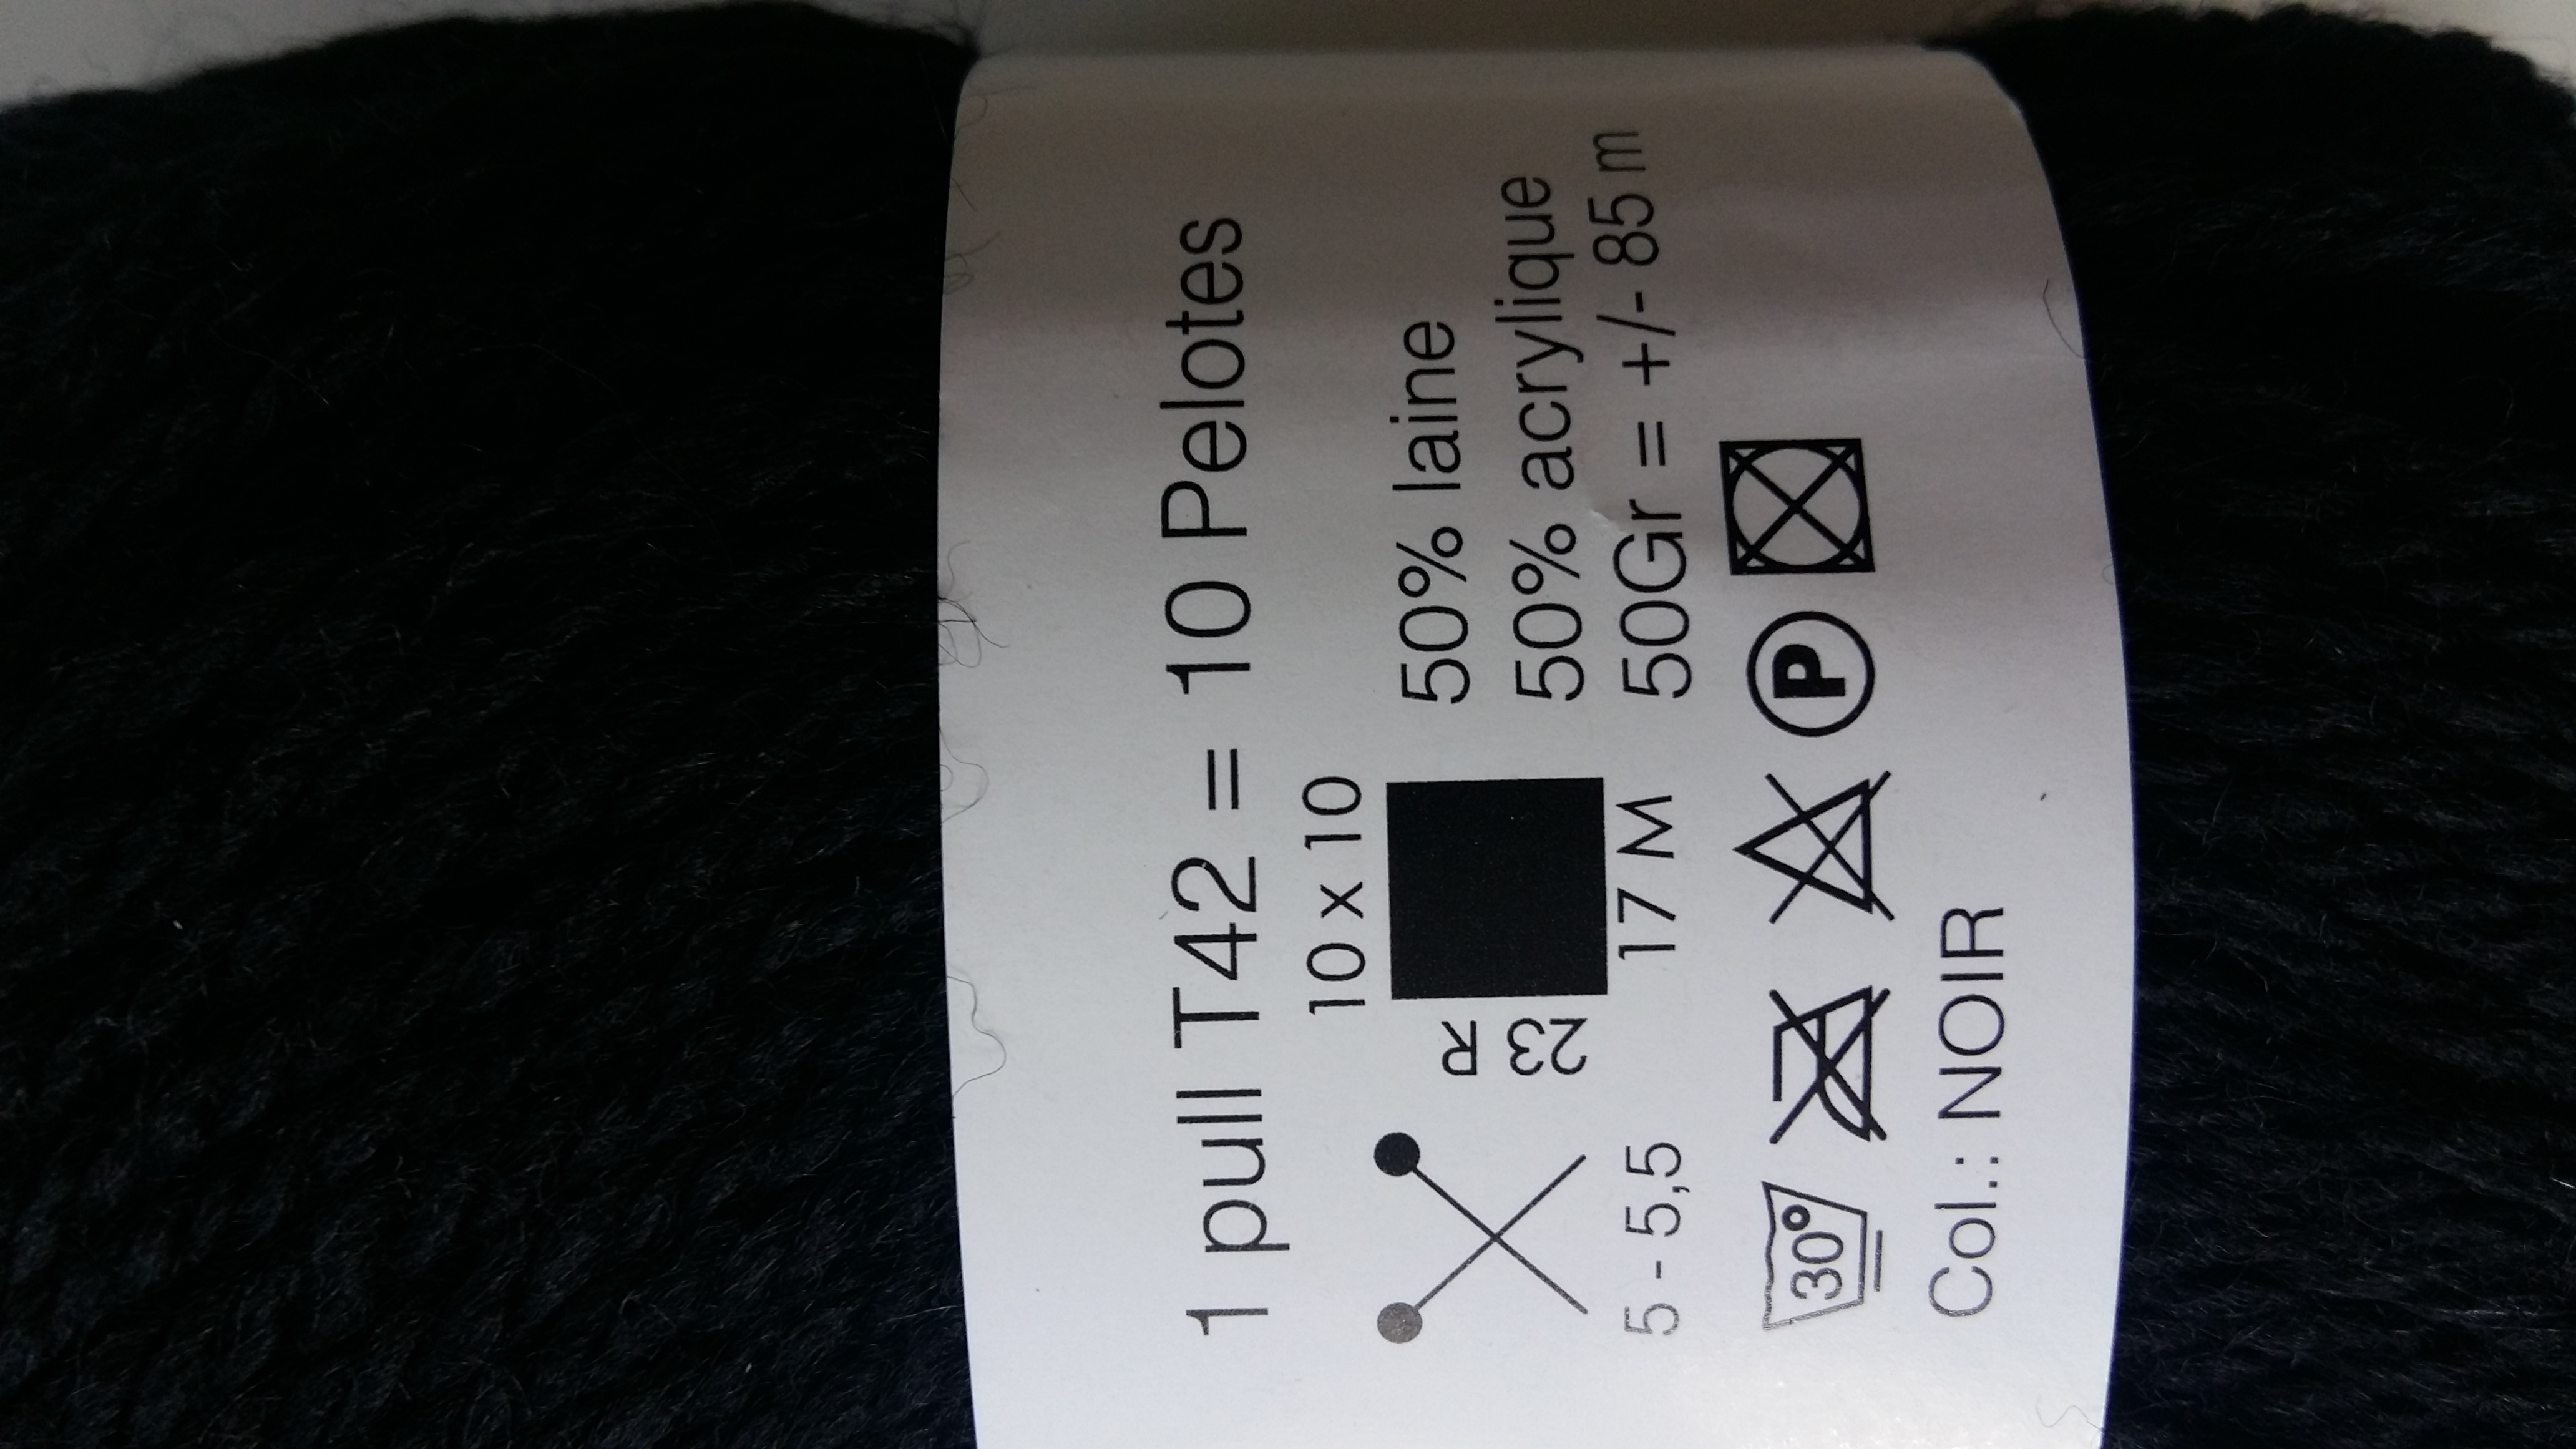 1 pull T42 = 10 Pelotes
10 x 10
23 R
17 M
5 - 5,5
50% laine
50% acrylique
50Gr = +/- 85 m
30°
P
Col.: NOIR